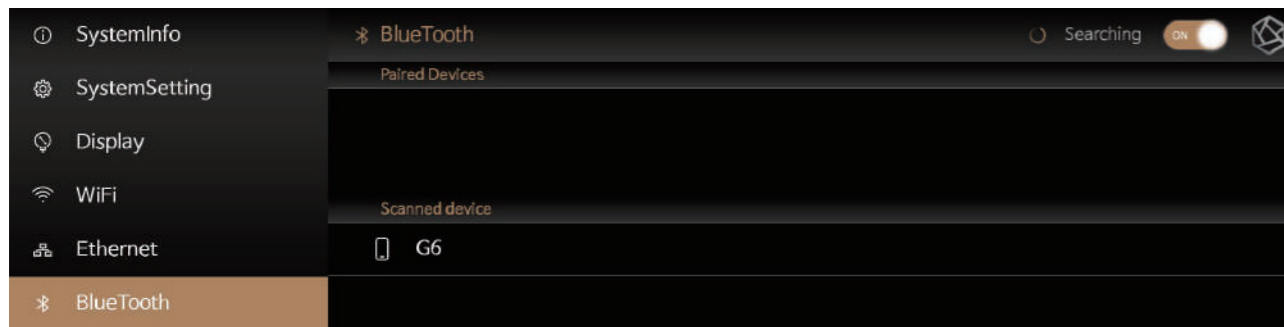 SystemInfo
SystemSetting
Display
WiFi
Ethernet
BlueTooth
BlueTooth
Searching
ON
Paired Devices
Scanned device
G6